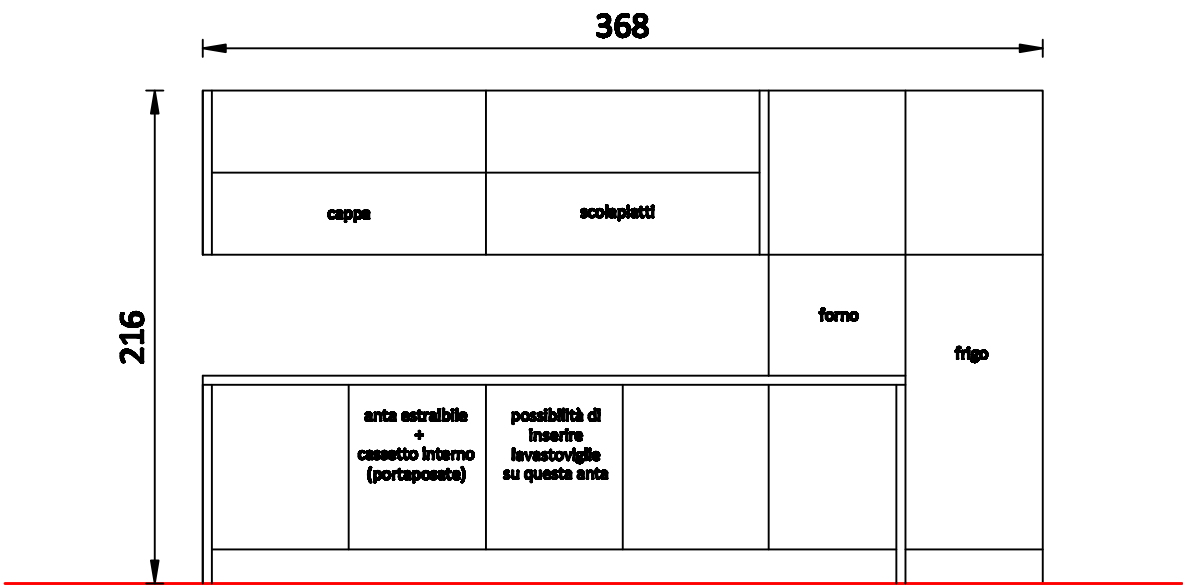 368
216
cappa
scolapiatti
forno
frigo
anta estraibile
+
cassetto interno
(portaposate)
possibilità di
inserire
lavastoviglie
su questa anta